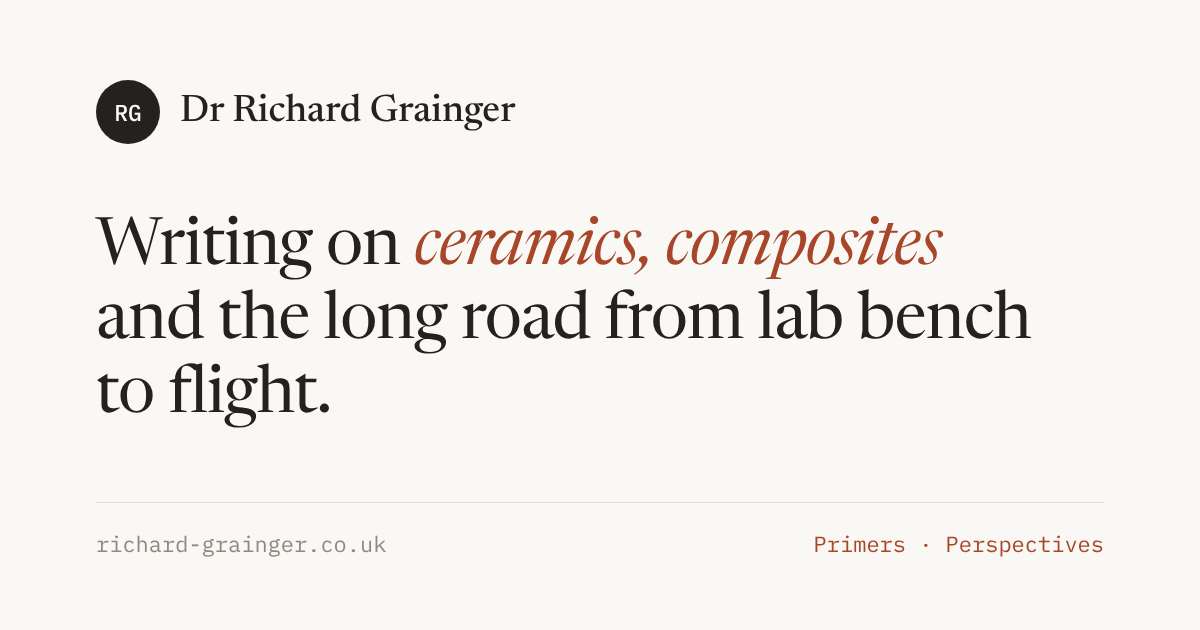 RG Dr Richard Grainger
Writing on ceramics, composites
and the long road from lab bench
to flight.
richard-grainger.co.uk Primers · Perspectives